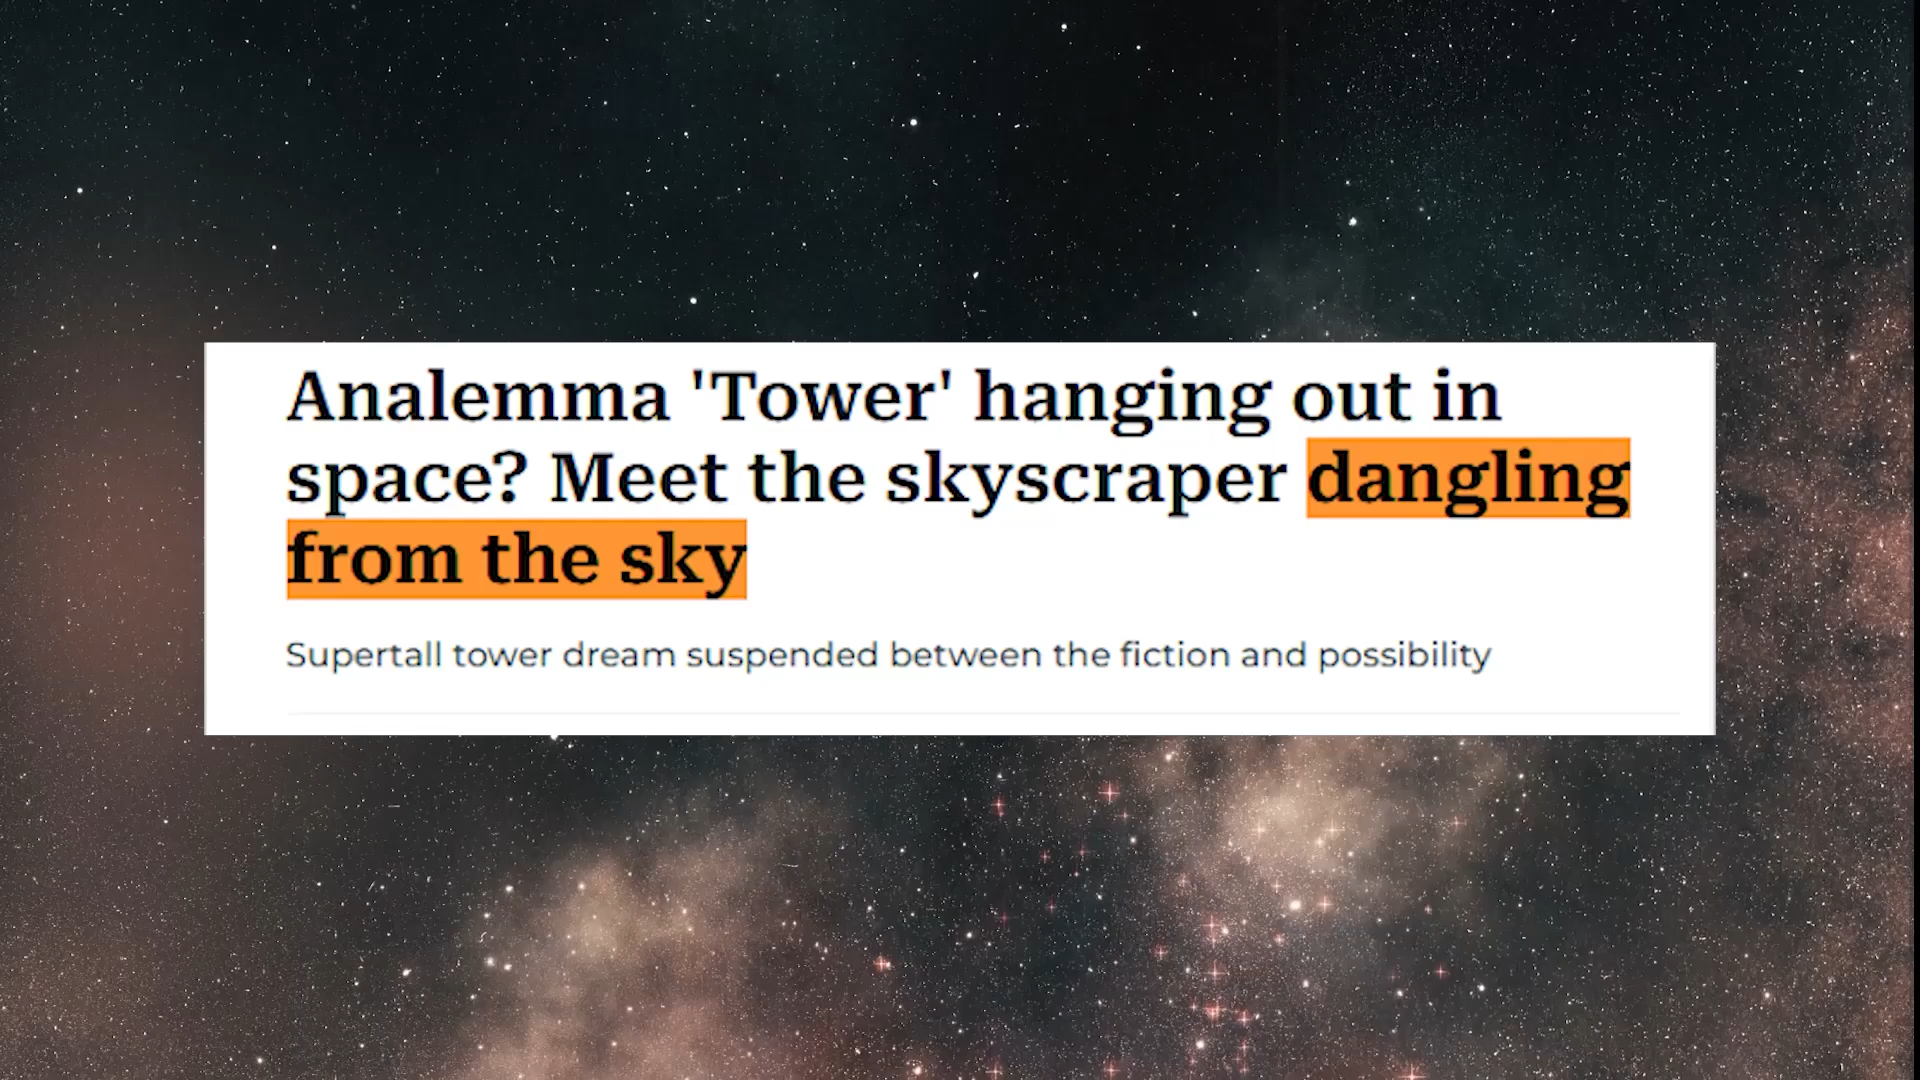 Analemma 'Tower' hanging out in
space? Meet the skyscraper dangling
from the sky
Supertall tower dream suspended between the fiction and possibility